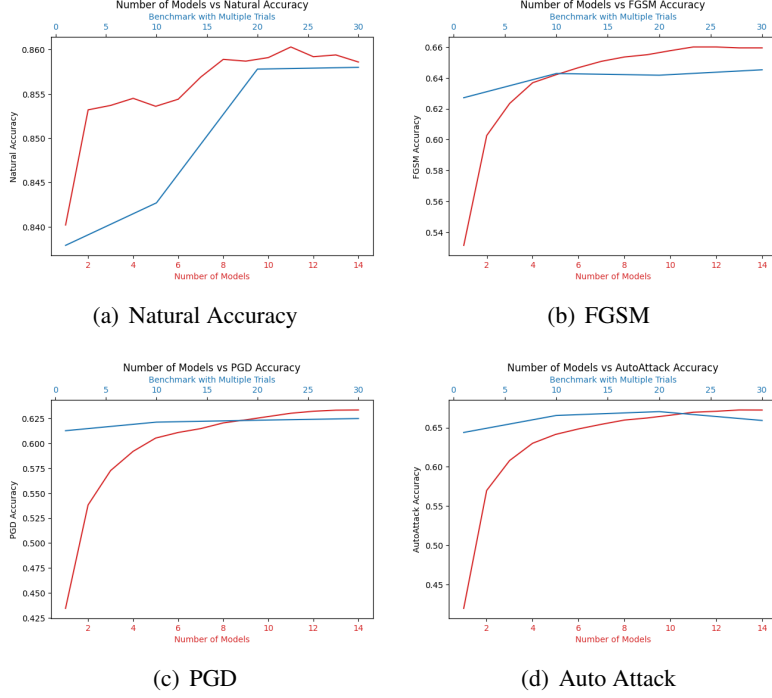 Number of Models vs Natural Accuracy
Benchmark with Multiple Trials
0 5 10 15 20 25 30
0.860
0.855
0.850
0.845
0.840
Natural Accuracy
2 4 6 8 10 12 14
Number of Models
(a) Natural Accuracy
Number of Models vs FGSM Accuracy
Benchmark with Multiple Trials
0 5 10 15 20 25 30
0.66
0.64
0.62
0.60
0.58
0.56
0.54
FGSM Accuracy
2 4 6 8 10 12 14
Number of Models
(b) FGSM
Number of Models vs PGD Accuracy
Benchmark with Multiple Trials
0 5 10 15 20 25 30
0.625
0.600
0.575
0.550
0.525
0.500
0.475
0.450
0.425
PGD Accuracy
2 4 6 8 10 12 14
Number of Models
(c) PGD
Number of Models vs AutoAttack Accuracy
Benchmark with Multiple Trials
0 5 10 15 20 25 30
0.65
0.60
0.55
0.50
0.45
AutoAttack Accuracy
2 4 6 8 10 12 14
Number of Models
(d) Auto Attack